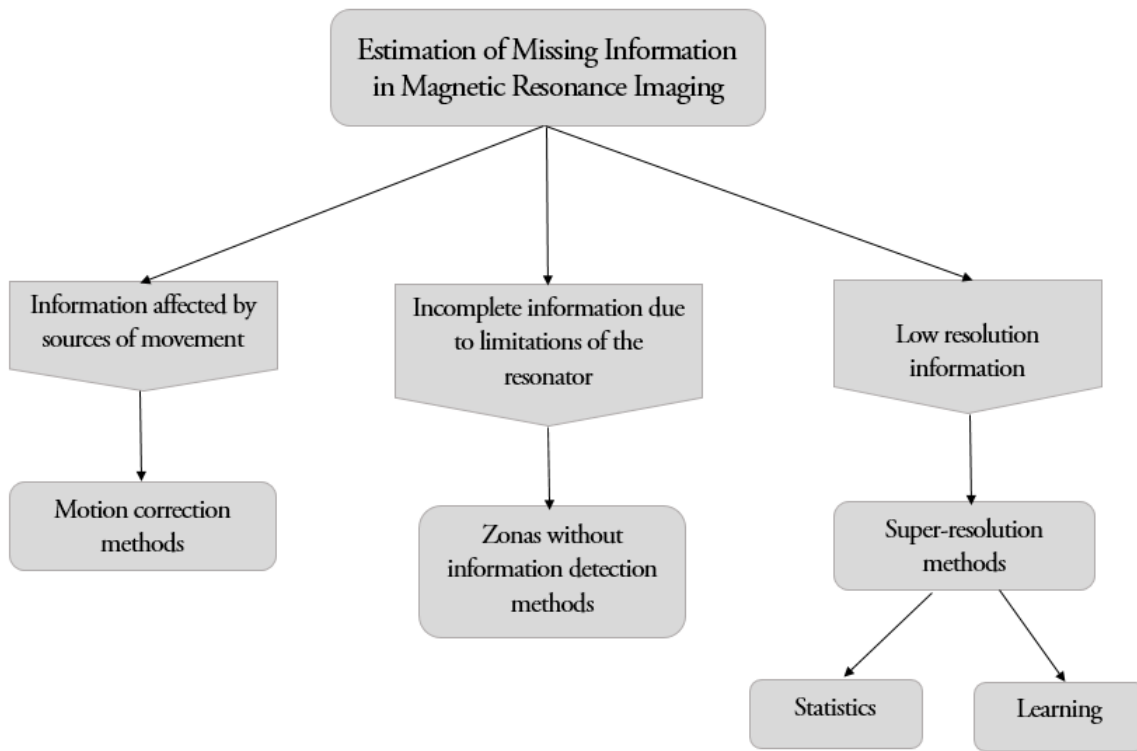 Estimation of Missing Information
in Magnetic Resonance Imaging
Information affected by
sources of movement
Incomplete information due
to limitations of the
resonator
Low resolution
information
Motion correction
methods
Zonas without
information detection
methods
Super-resolution
methods
Statistics
Learning